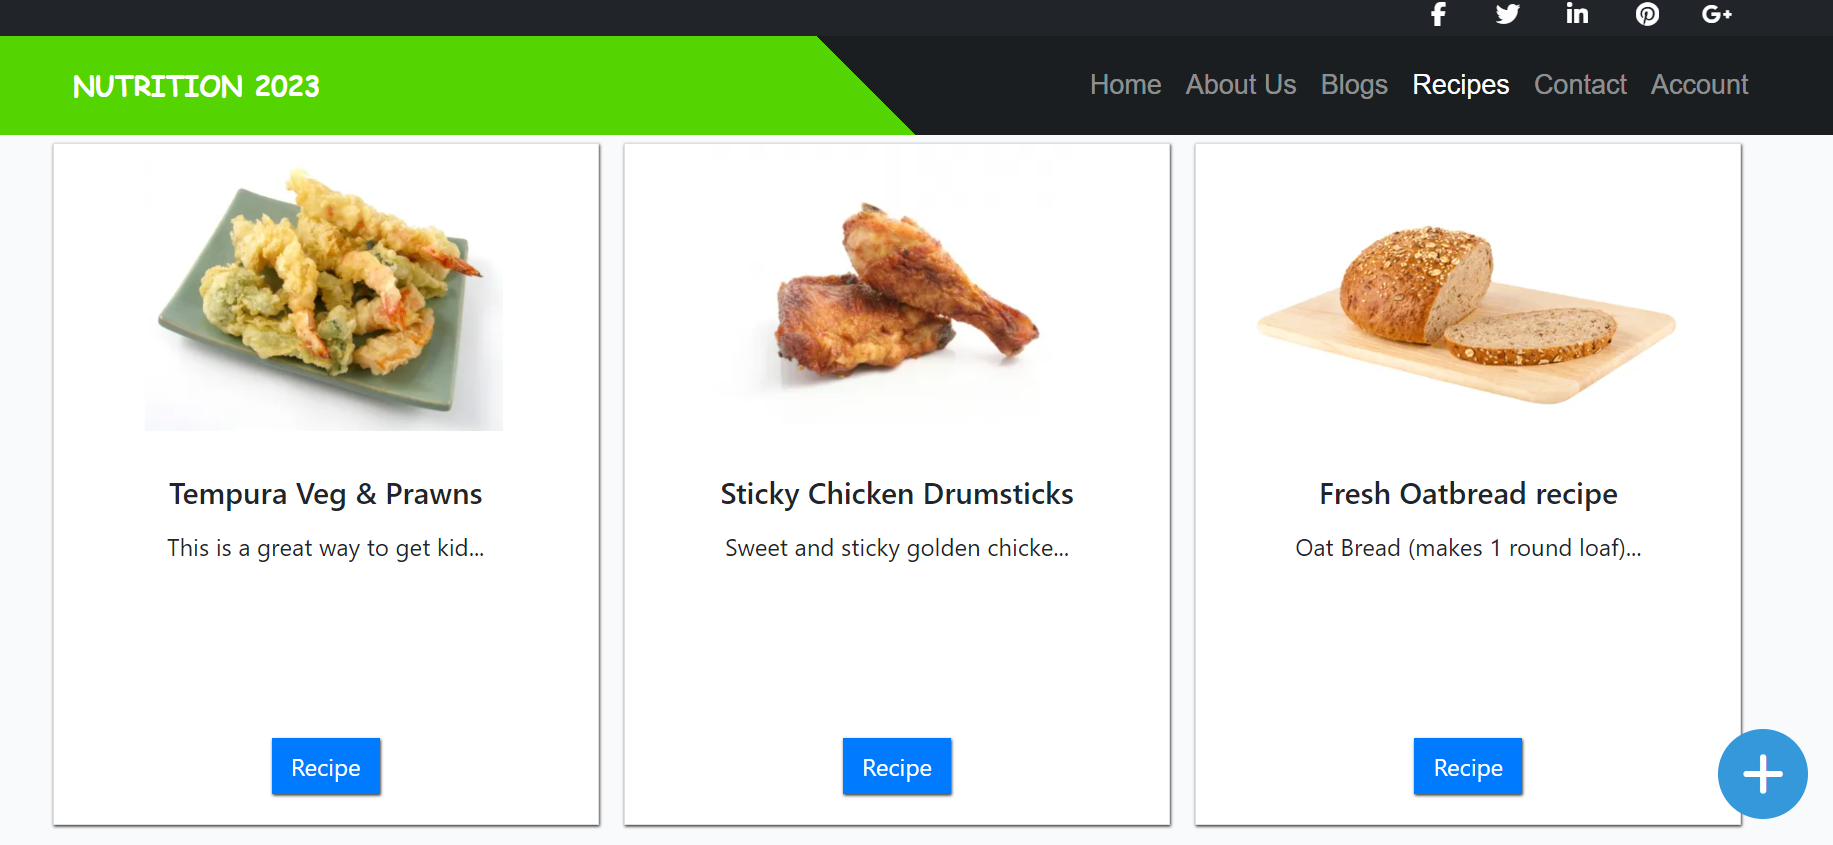 NUTRITION 2023
Home About Us Blogs Recipes Contact Account
Tempura Veg & Prawns
This is a great way to get kid...
Recipe
Sticky Chicken Drumsticks
Sweet and sticky golden chicke...
Recipe
Fresh Oatbread recipe
Oat Bread (makes 1 round loaf)...
Recipe